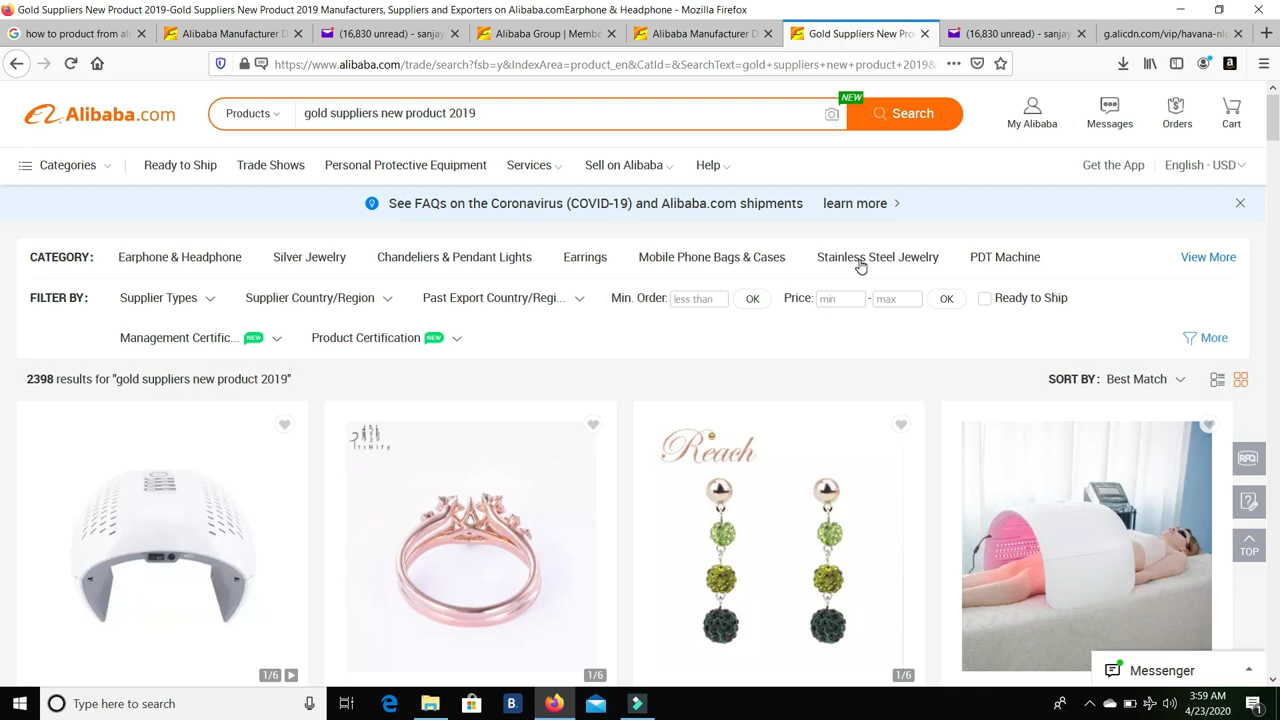 Gold Suppliers New Product 2019-Gold Suppliers New Product 2019 Manufacturers, Suppliers and Exporters on Alibaba.comEarphone & Headphone - Mozilla Firefox
how to product from ali
Alibaba Manufacturer D
(16,830 unread) - sanjay
Alibaba Group | Membe
Alibaba Manufacturer D
Gold Suppliers New Pro
(16,830 unread) - sanjay
g.alicdn.com/vip/havana-nlc
https://www.alibaba.com/trade/search?fsb=y&IndexArea=product_en&CatId=&SearchText=gold+suppliers+new+product+2019&
Alibaba.com
Products
gold suppliers new product 2019
NEW
Search
My Alibaba
Messages
Orders
Cart
Categories
Ready to Ship
Trade Shows
Personal Protective Equipment
Services
Sell on Alibaba
Help
Get the App
English - USD
See FAQs on the Coronavirus (COVID-19) and Alibaba.com shipments learn more
CATEGORY: Earphone & Headphone Silver Jewelry Chandeliers & Pendant Lights Earrings Mobile Phone Bags & Cases Stainless Steel Jewelry PDT Machine View More
FILTER BY: Supplier Types Supplier Country/Region Past Export Country/Regi... Min. Order: less than OK Price: min - max OK Ready to Ship
Management Certific... NEW Product Certification NEW More
2398 results for "gold suppliers new product 2019"
SORT BY: Best Match
TriNity
Reach
RFQ
TOP
1/6
1/6
1/6
Messenger
Type here to search
3:59 AM
4/23/2020